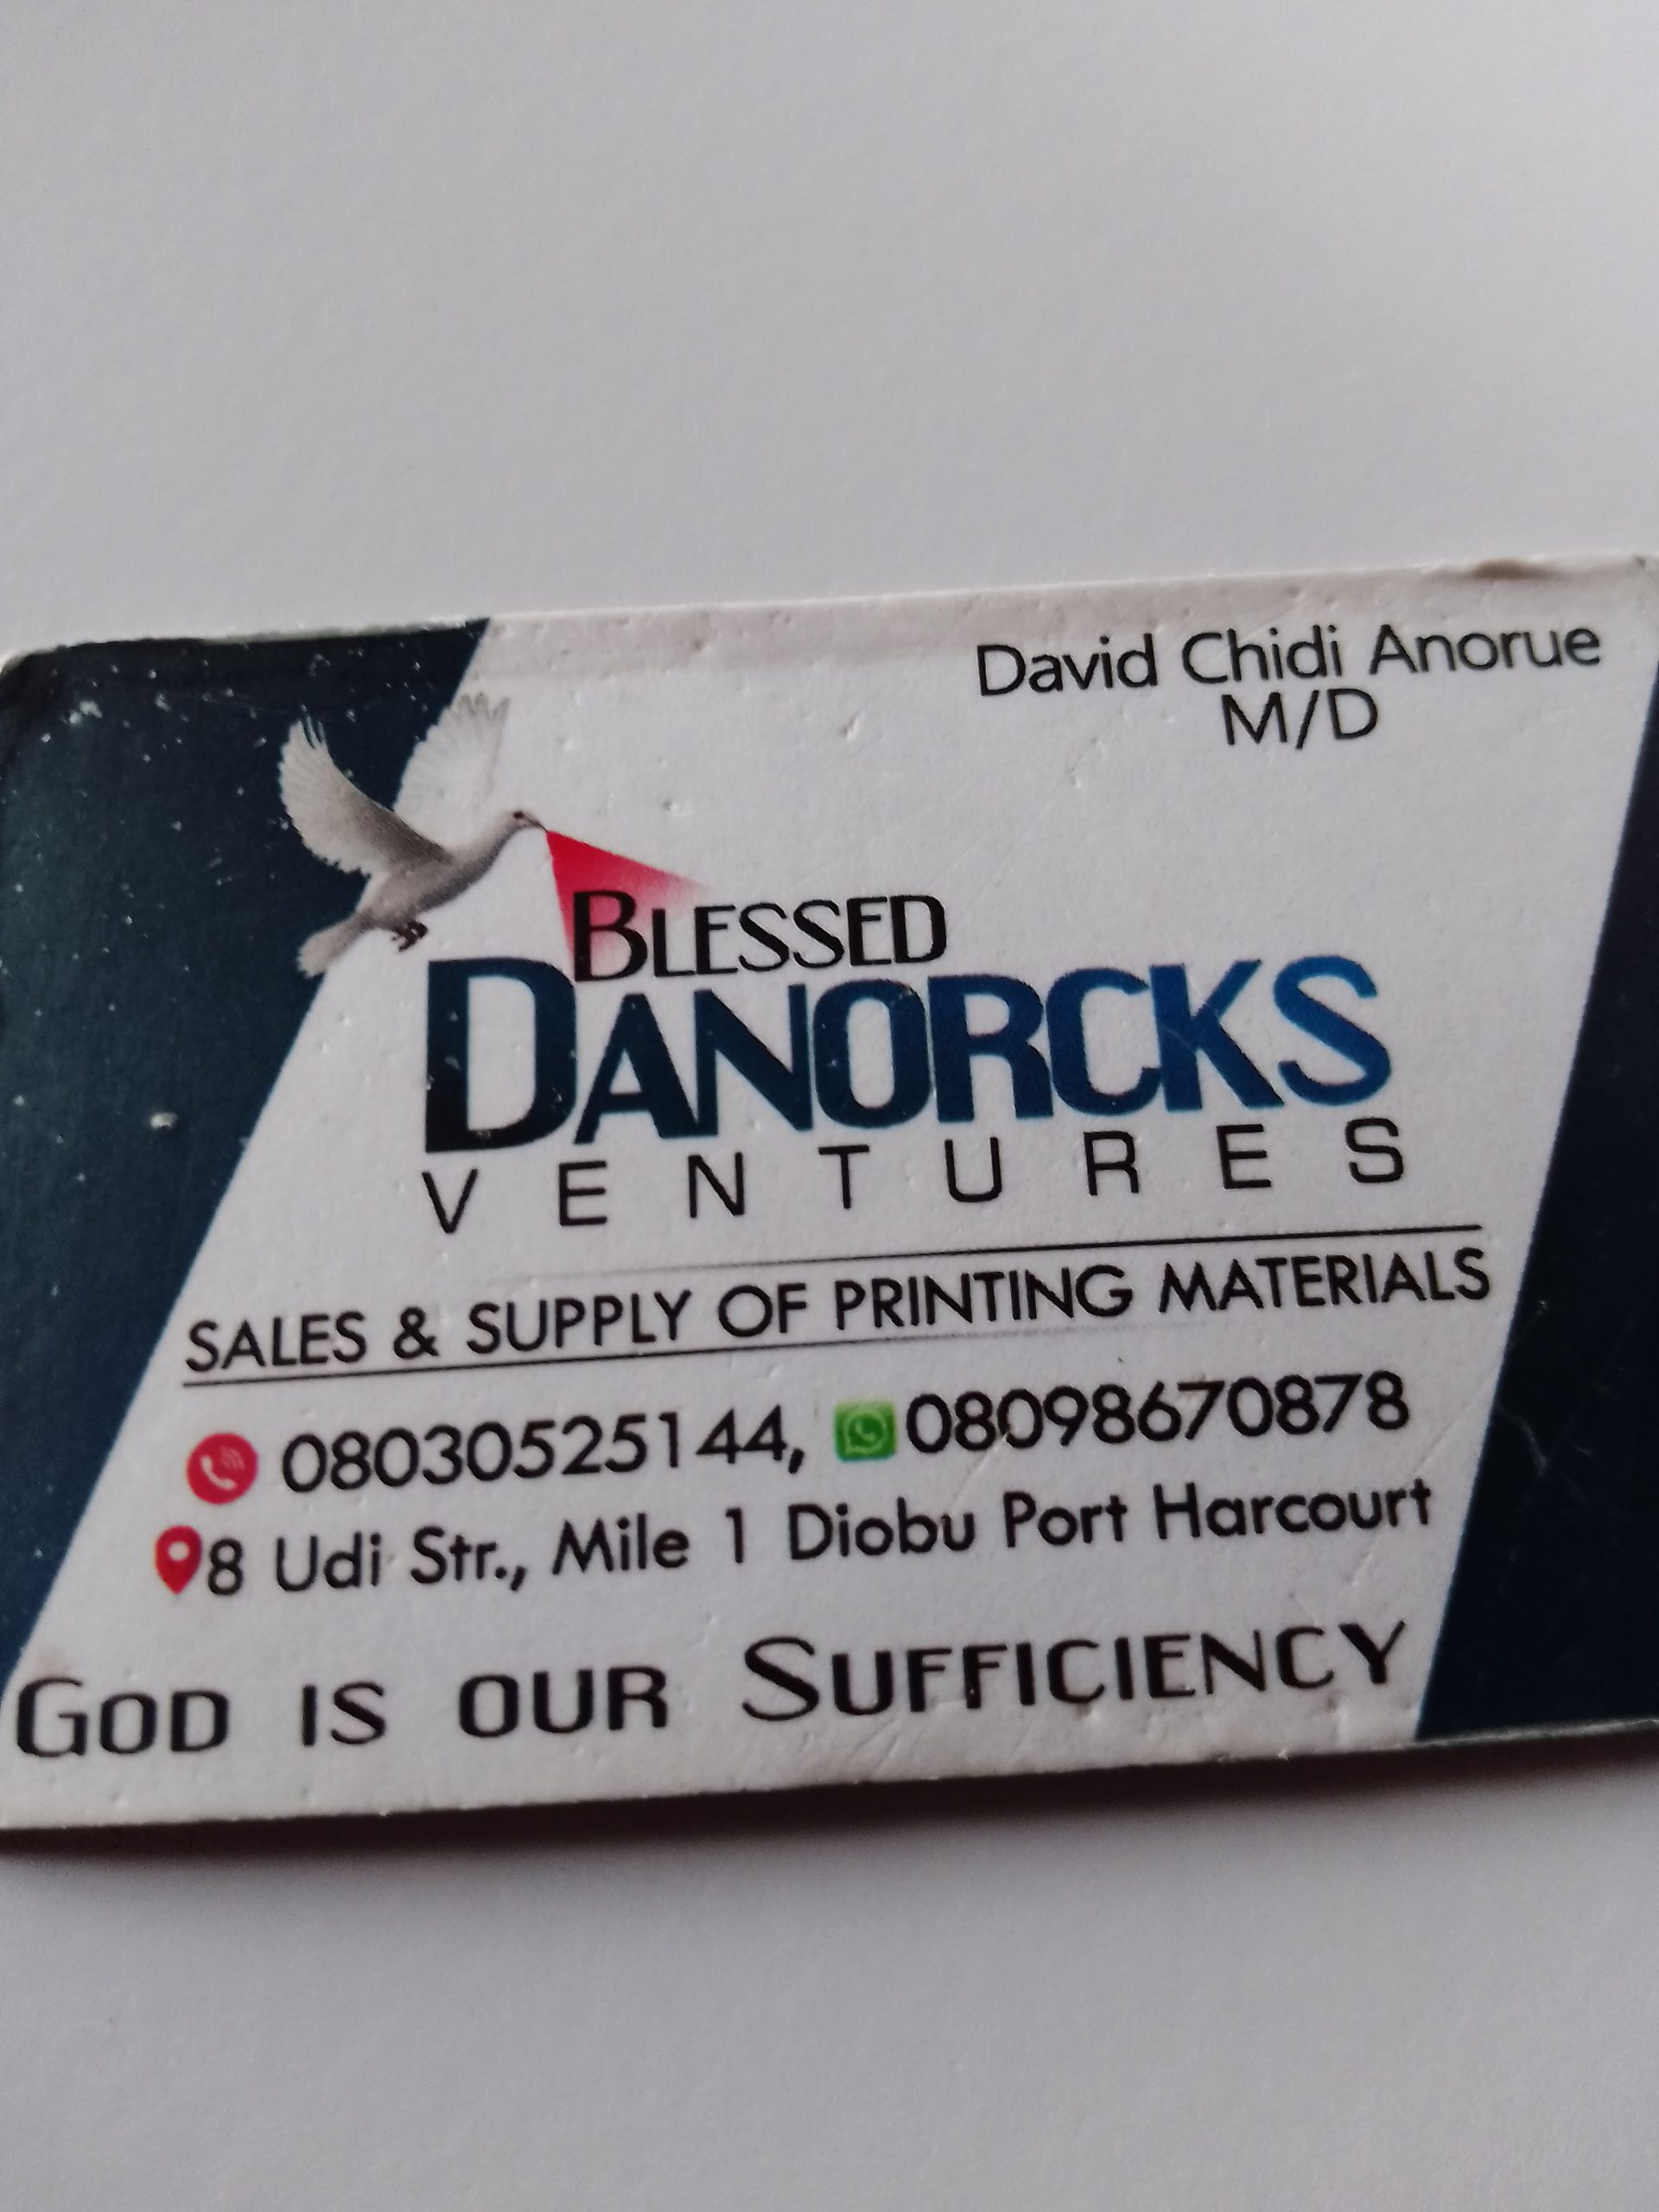 David Chidi Anorue
M/D
BLESSED
DANORCKS
VENTURES
SALES & SUPPLY OF PRINTING MATERIALS
08030525144, 08098670878
8 Udi Str., Mile 1 Diobu Port Harcourt
GOD IS OUR SUFFICIENCY